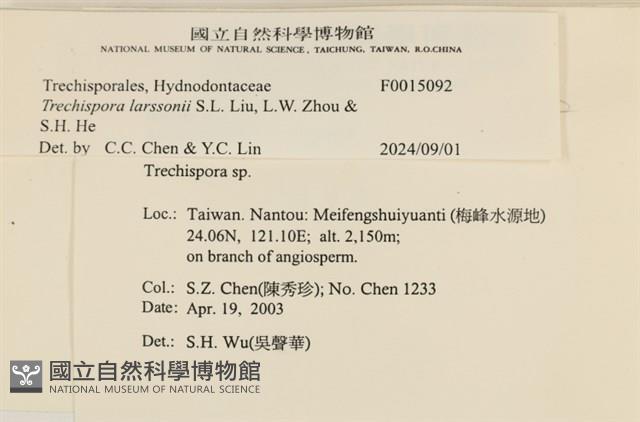 國立自然科學博物館
NATIONAL MUSEUM OF NATURAL SCIENCE, TAICHUNG, TAIWAN, R.O.CHINA
Trechisporales, Hydnodontaceae F0015092
Trechispora larssonii S.L. Liu, L.W. Zhou &
S.H. He
Det. by C.C. Chen & Y.C. Lin 2024/09/01
Trechispora sp.
Loc.: Taiwan. Nantou: Meifengshuiyuanti (梅峰水源地)
24.06N, 121.10E; alt. 2,150m;
on branch of angiosperm.
Col.: S.Z. Chen(陳秀珍); No. Chen 1233
Date: Apr. 19, 2003
Det.: S.H. Wu(吳聲華)
國立自然科學博物館
NATIONAL MUSEUM OF NATURAL SCIENCE